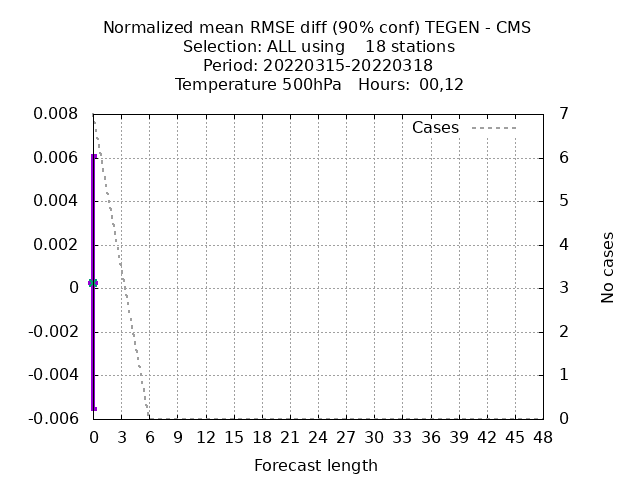 Normalized mean RMSE diff (90% conf) TEGEN - CMS
Selection: ALL using    18 stations
Period: 20220315-20220318
Temperature 500hPa   Hours:  00,12
0.008
0.006
0.004
0.002
0
-0.002
-0.004
-0.006
Cases
7
6
5
4
3
2
1
0
No cases
0 3 6 9 12 15 18 21 24 27 30 33 36 39 42 45 48
Forecast length